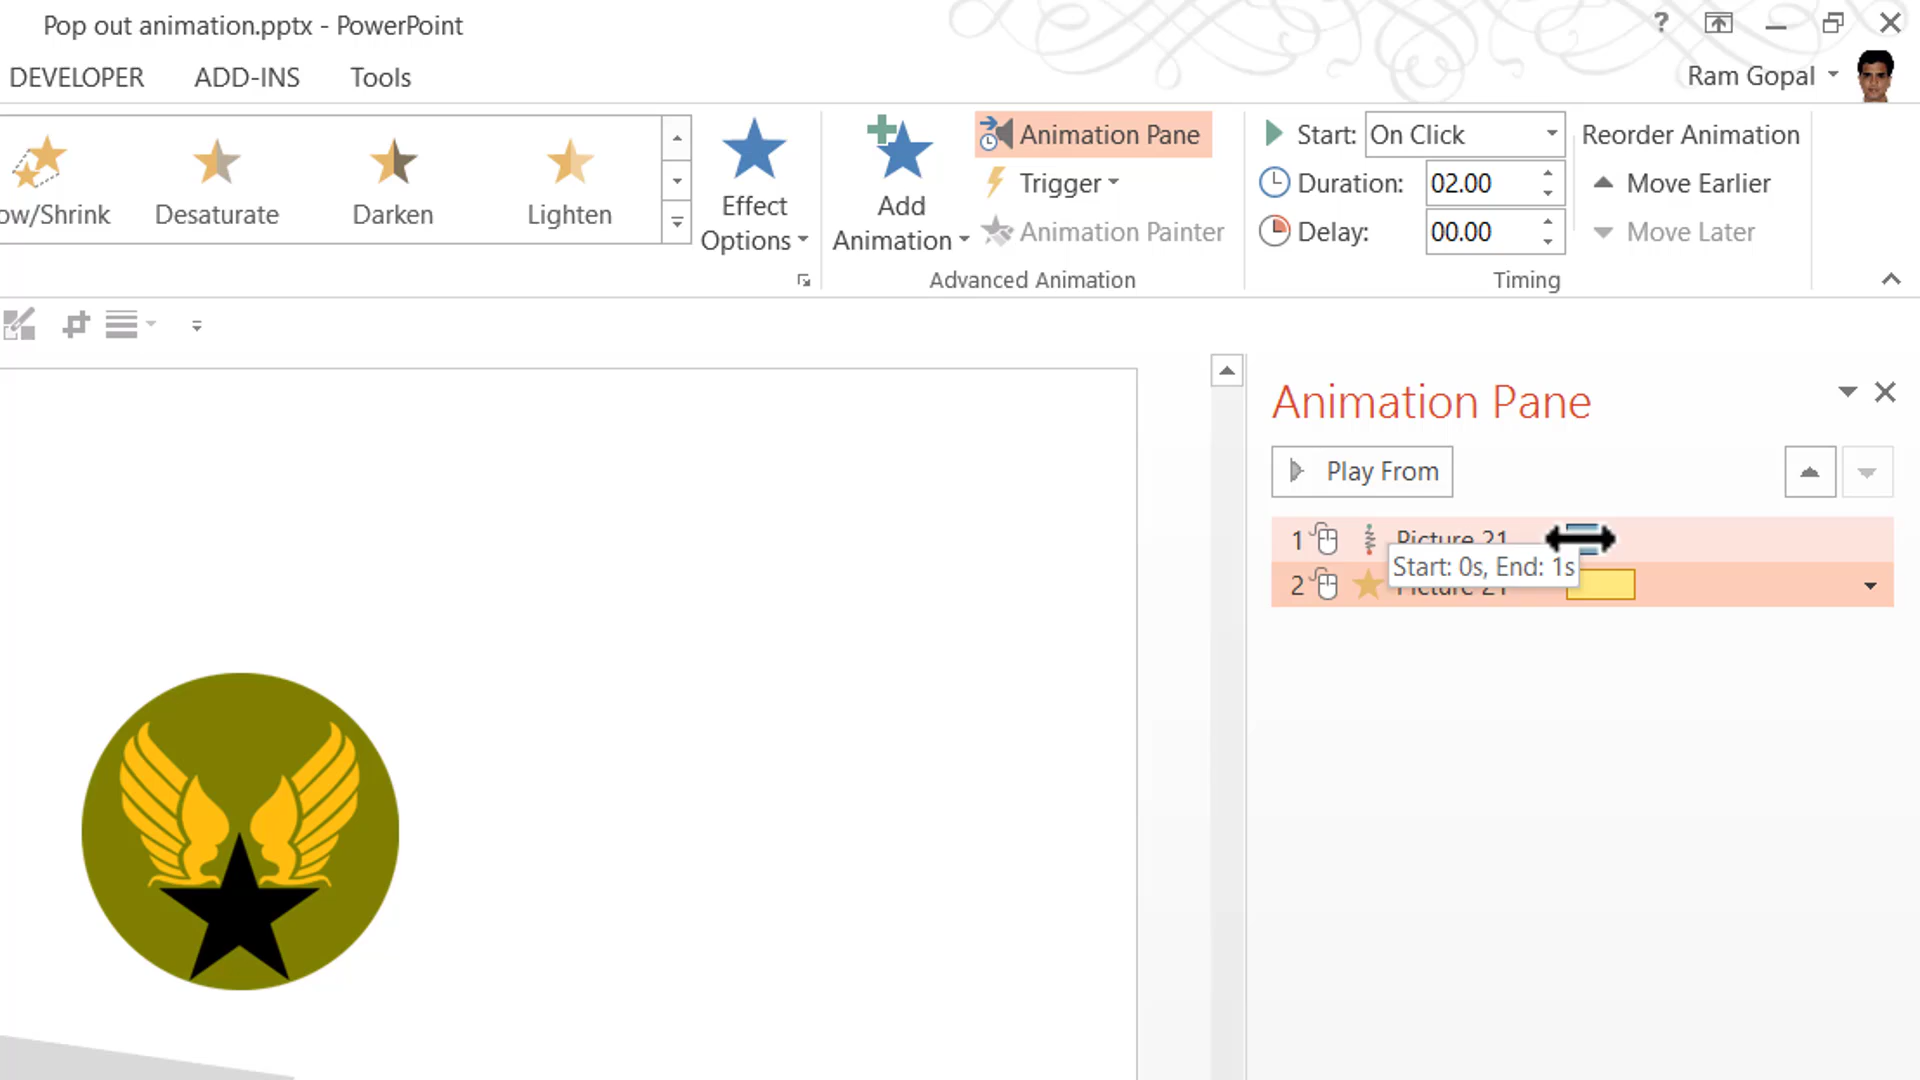 Pop out animation.pptx - PowerPoint
?
DEVELOPER ADD-INS Tools
Ram Gopal
ow/Shrink
Desaturate
Darken
Lighten
Effect
Options
Add
Animation
Animation Pane
Trigger
Animation Painter
Advanced Animation
Start: On Click
Duration: 02.00
Delay: 00.00
Timing
Reorder Animation
Move Earlier
Move Later
Animation Pane
Play From
1 Picture 21
Start: 0s, End: 1s
2 Picture 21